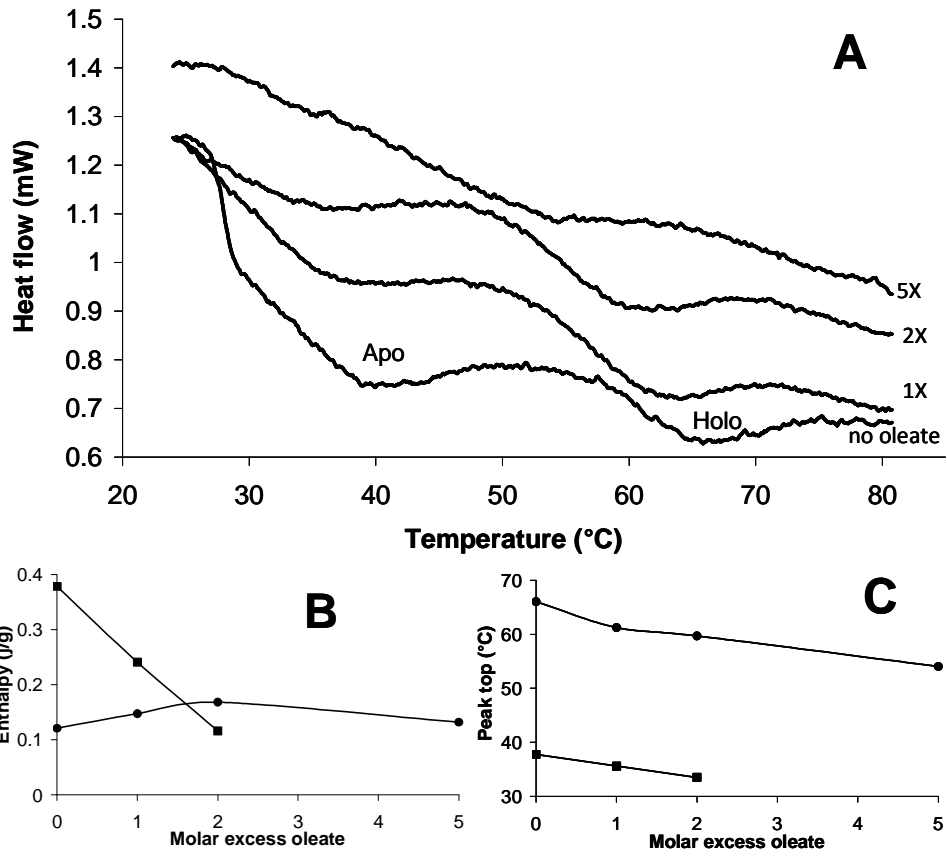 A
1.5
1.4
1.3
1.2
1.1
1
0.9
0.8
0.7
0.6
Heat flow (mW)
Apo
Holo
5X
2X
1X
no oleate
20 30 40 50 60 70 80
Temperature (°C)
B
0.4
0.3
0.2
0.1
0
Enthalpy (j/g)
0 1 2 3 4 5
Molar excess oleate
C
70
60
50
40
30
Peak top (°C)
0 1 2 3 4 5
Molar excess oleate